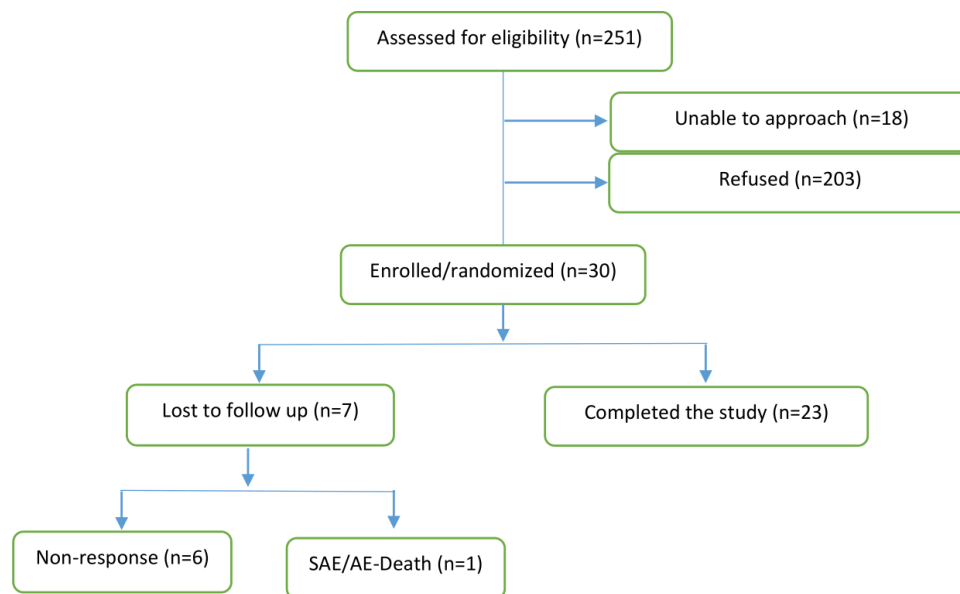 Assessed for eligibility (n=251)
Unable to approach (n=18)
Refused (n=203)
Enrolled/randomized (n=30)
Lost to follow up (n=7)
Completed the study (n=23)
Non-response (n=6)
SAE/AE-Death (n=1)